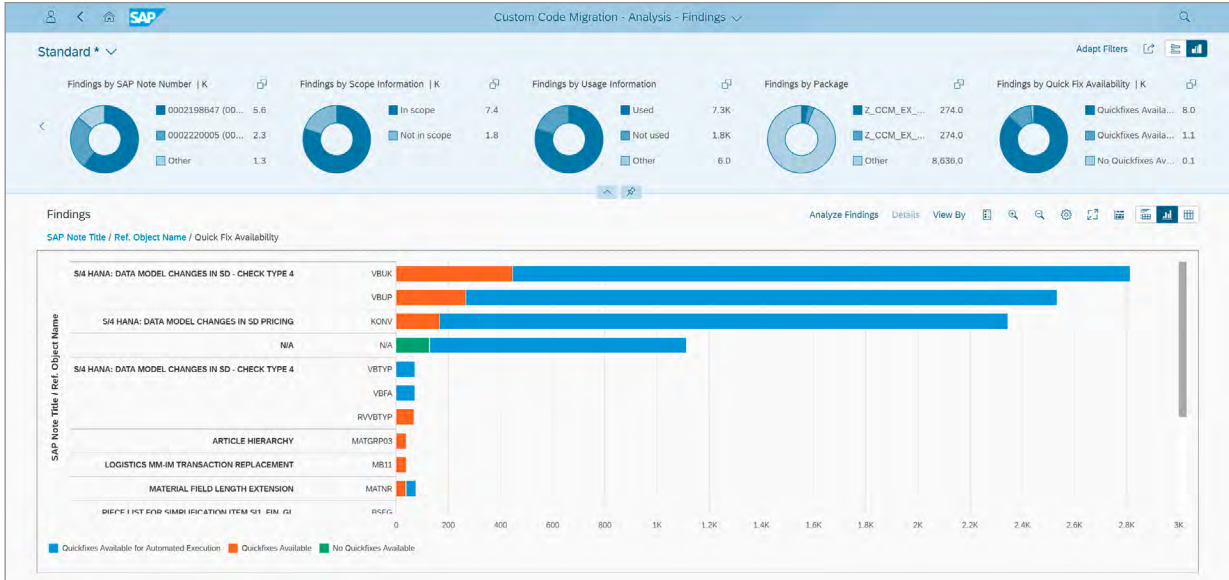 SAP
Custom Code Migration - Analysis - Findings
Standard *
Adapt Filters
Findings by SAP Note Number | K
0002198647 (00... 5.6
0002220005 (00... 2.3
Other 1.3
Findings by Scope Information | K
In scope 7.4
Not in scope 1.8
Findings by Usage Information
Used 7.3K
Not used 1.8K
Other 6.0
Findings by Package
Z_CCM_EX_... 274.0
Z_CCM_EX_... 274.0
Other 8,636.0
Findings by Quick Fix Availability | K
Quickfixes Availa... 8.0
Quickfixes Availa... 1.1
No Quickfixes Av... 0.1
Findings
Analyze Findings Details View By
SAP Note Title / Ref. Object Name / Quick Fix Availability
SAP Note Title / Ref. Object Name
S/4 HANA: DATA MODEL CHANGES IN SD - CHECK TYPE 4 VBUK
VBUP
S/4 HANA: DATA MODEL CHANGES IN SD PRICING KONV
N/A N/A
S/4 HANA: DATA MODEL CHANGES IN SD - CHECK TYPE 4 VBTYP
VBFA
RVVBTYP
ARTICLE HIERARCHY MATGRP03
LOGISTICS MM-IM TRANSACTION REPLACEMENT MB11
MATERIAL FIELD LENGTH EXTENSION MATNR
PIECE LIST FOR SIMPLIFICATION ITEM SI1_FIN_GL BSEG
0 200 400 600 800 1K 1.2K 1.4K 1.6K 1.8K 2K 2.2K 2.4K 2.6K 2.8K 3K
Quickfixes Available for Automated Execution Quickfixes Available No Quickfixes Available